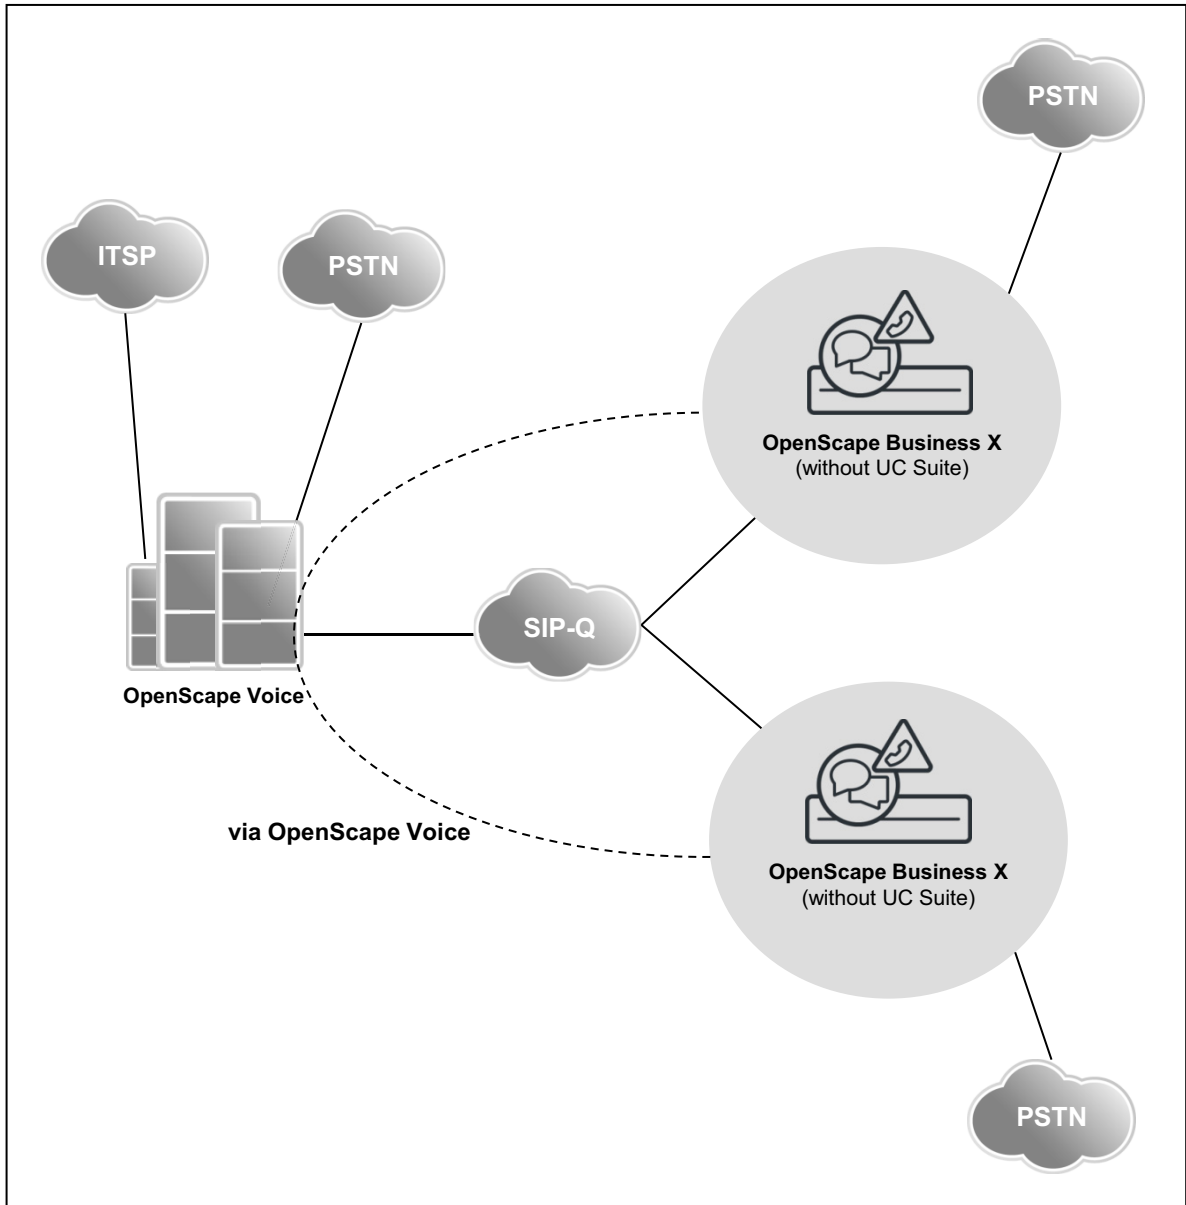 PSTN
ITSP
PSTN
OpenScape Business X
(without UC Suite)
SIP-Q
OpenScape Voice
via OpenScape Voice
OpenScape Business X
(without UC Suite)
PSTN